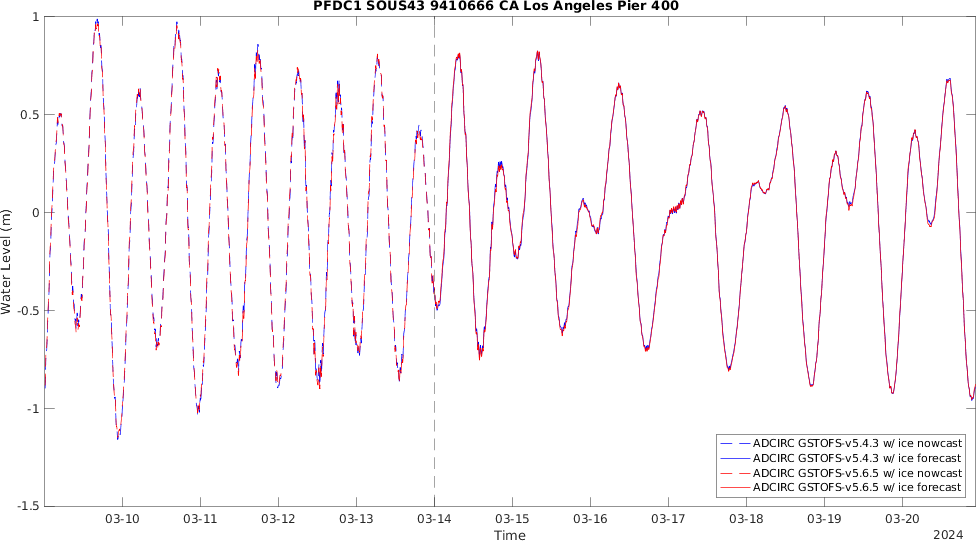 PFDC1 SOUS43 9410666 CA Los Angeles Pier 400
1
0.5
0
-0.5
-1
-1.5
Water Level (m)
03-10 03-11 03-12 03-13 03-14 03-15 03-16 03-17 03-18 03-19 03-20
Time
2024
ADCIRC GSTOFS-v5.4.3 w/ ice nowcast
ADCIRC GSTOFS-v5.4.3 w/ ice forecast
ADCIRC GSTOFS-v5.6.5 w/ ice nowcast
ADCIRC GSTOFS-v5.6.5 w/ ice forecast